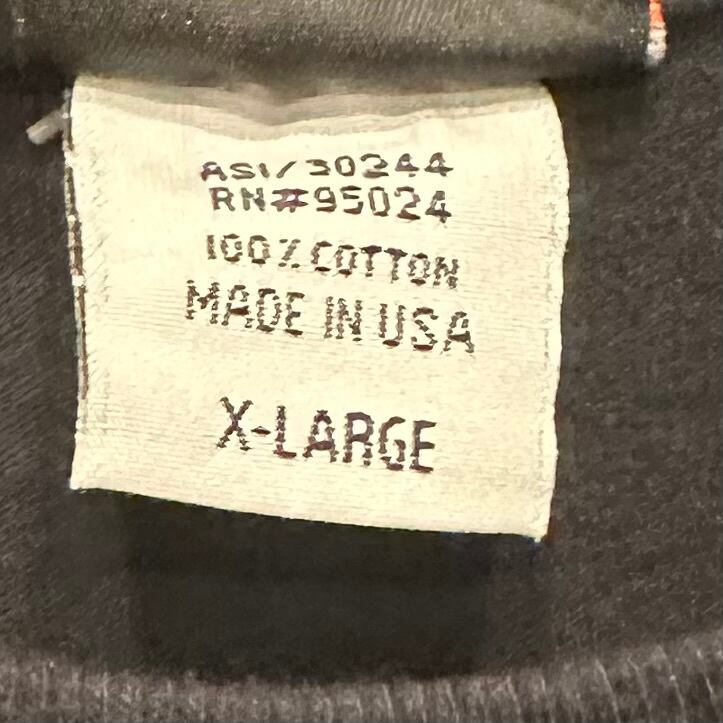 ASI/30244
RN#95024
100% COTTON
MADE IN USA
X-LARGE